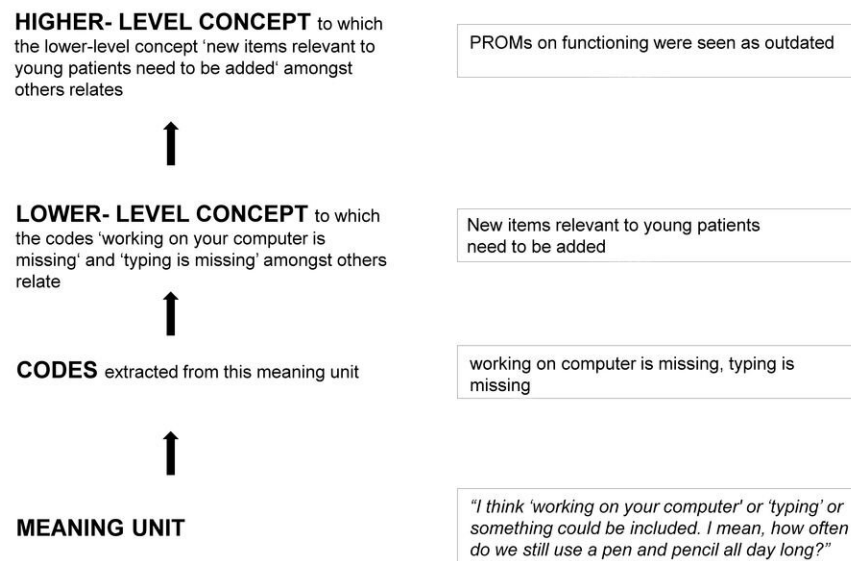 HIGHER- LEVEL CONCEPT to which
the lower-level concept ‘new items relevant to
young patients need to be added‘ amongst
others relates
PROMs on functioning were seen as outdated
LOWER- LEVEL CONCEPT to which
the codes ‘working on your computer is
missing‘ and ‘typing is missing’ amongst others
relate
New items relevant to young patients
need to be added
CODES extracted from this meaning unit
working on computer is missing, typing is
missing
MEANING UNIT
“I think ‘working on your computer' or ‘typing’ or
something could be included. I mean, how often
do we still use a pen and pencil all day long?”